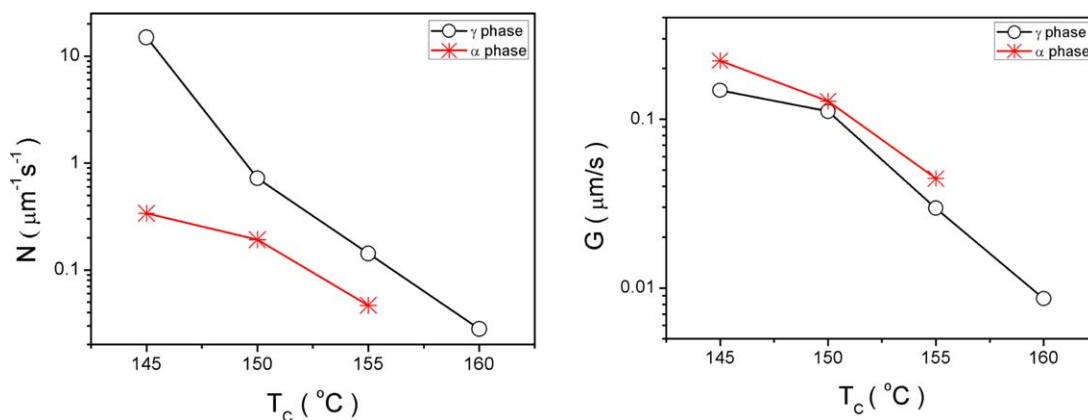 γ phase
α phase
10
1
0.1
N ( μm⁻¹s⁻¹)
145 150 155 160
T_c ( °C)
γ phase
α phase
0.1
0.01
G ( μm/s)
145 150 155 160
T_c ( °C)